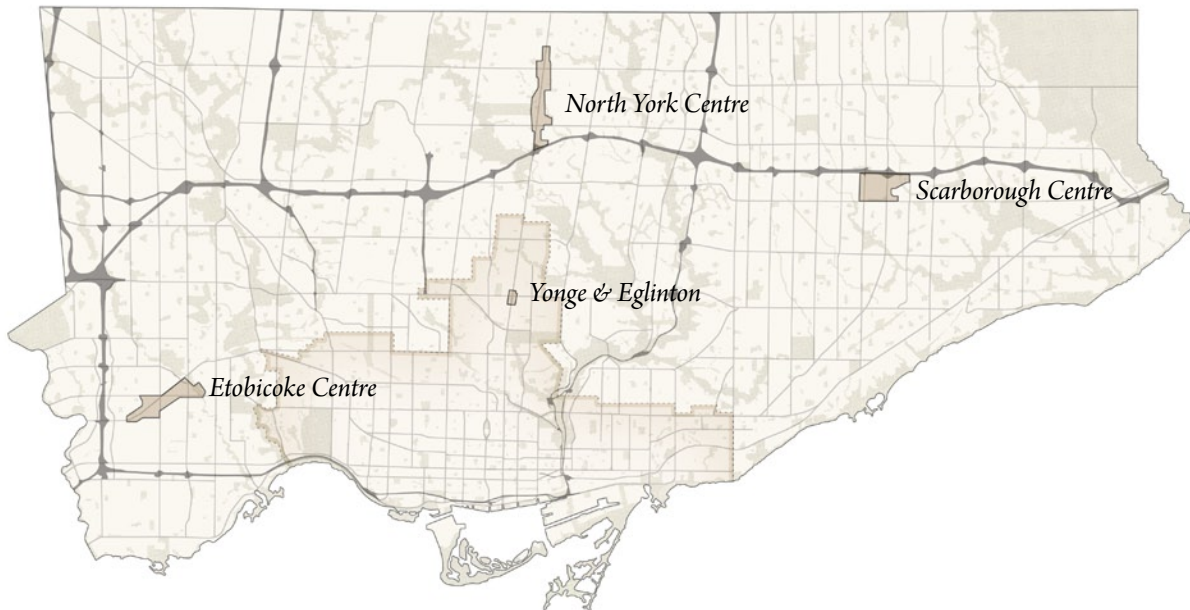 North York Centre
Scarborough Centre
Yonge & Eglinton
Etobicoke Centre